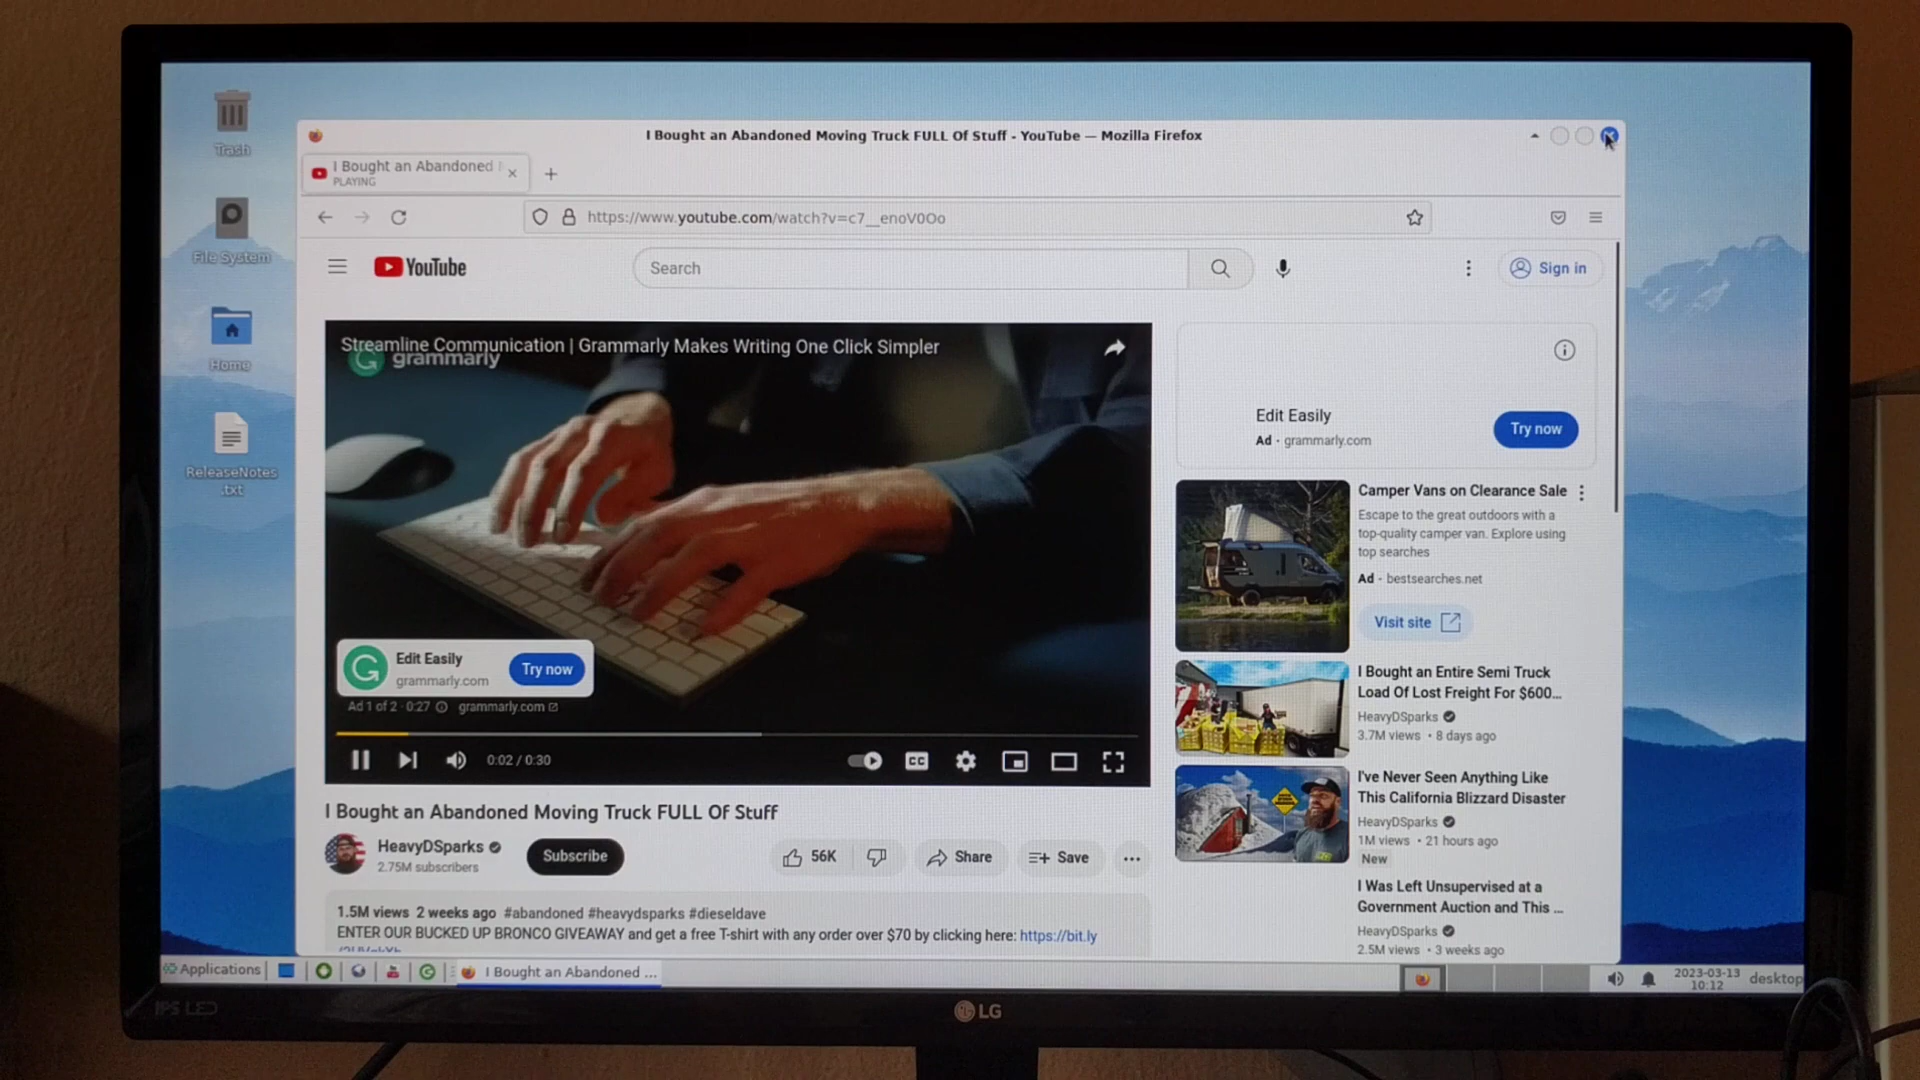 Trash
File System
Home
ReleaseNotes
.txt
I Bought an Abandoned Moving Truck FULL Of Stuff - YouTube — Mozilla Firefox
I Bought an Abandoned
PLAYING
https://www.youtube.com/watch?v=c7__enoV0Oo
YouTube
Search
Sign in
Streamline Communication | Grammarly Makes Writing One Click Simpler
grammarly
Edit Easily
grammarly.com
Try now
Ad 1 of 2 · 0:27
grammarly.com
0:02 / 0:30
CC
I Bought an Abandoned Moving Truck FULL Of Stuff
HeavyDSparks
2.75M subscribers
Subscribe
56K
Share
Save
1.5M views 2 weeks ago #abandoned #heavydsparks #dieseldave
ENTER OUR BUCKED UP BRONCO GIVEAWAY and get a free T-shirt with any order over $70 by clicking here: https://bit.ly
Edit Easily
Ad · grammarly.com
Try now
Camper Vans on Clearance Sale
Escape to the great outdoors with a
top-quality camper van. Explore using
top searches
Ad · bestsearches.net
Visit site
I Bought an Entire Semi Truck
Load Of Lost Freight For $600...
HeavyDSparks
3.7M views · 8 days ago
I've Never Seen Anything Like
This California Blizzard Disaster
HeavyDSparks
1M views · 21 hours ago
New
I Was Left Unsupervised at a
Government Auction and This ...
HeavyDSparks
2.5M views · 3 weeks ago
Applications
I Bought an Abandoned ...
2023-03-13
10:12
desktop
IPS LED
LG